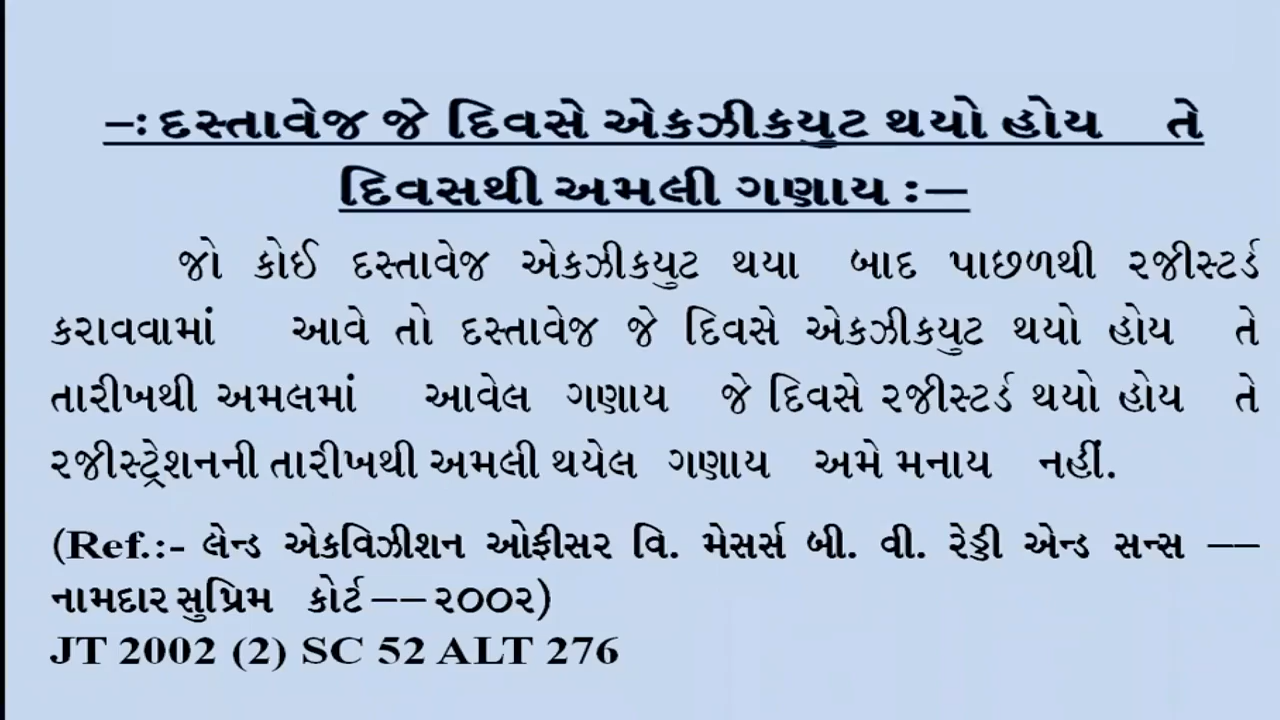 –ઃ દસ્તાવેજ જે દિવસે એકઝીકયુટ થયો હોય તે
દિવસથી અમલી ગણાય ઃ–
જો કોઈ દસ્તાવેજ એકઝીકયુટ થયા બાદ પાછળથી રજીસ્ટર્ડ
કરાવવામાં આવે તો દસ્તાવેજ જે દિવસે એકઝીકયુટ થયો હોય તે
તારીખથી અમલમાં આવેલ ગણાય જે દિવસે રજીસ્ટર્ડ થયો હોય તે
રજીસ્ટ્રેશનની તારીખથી અમલી થયેલ ગણાય અમે મનાય નહીં.
(Ref.:- લેન્ડ એકવિઝીશન ઓફીસર વિ. મેસર્સ બી. વી. રેડ્ડી એન્ડ સન્સ ––
નામદાર સુપ્રિમ કોર્ટ –– ૨૦૦૨)
JT 2002 (2) SC 52 ALT 276